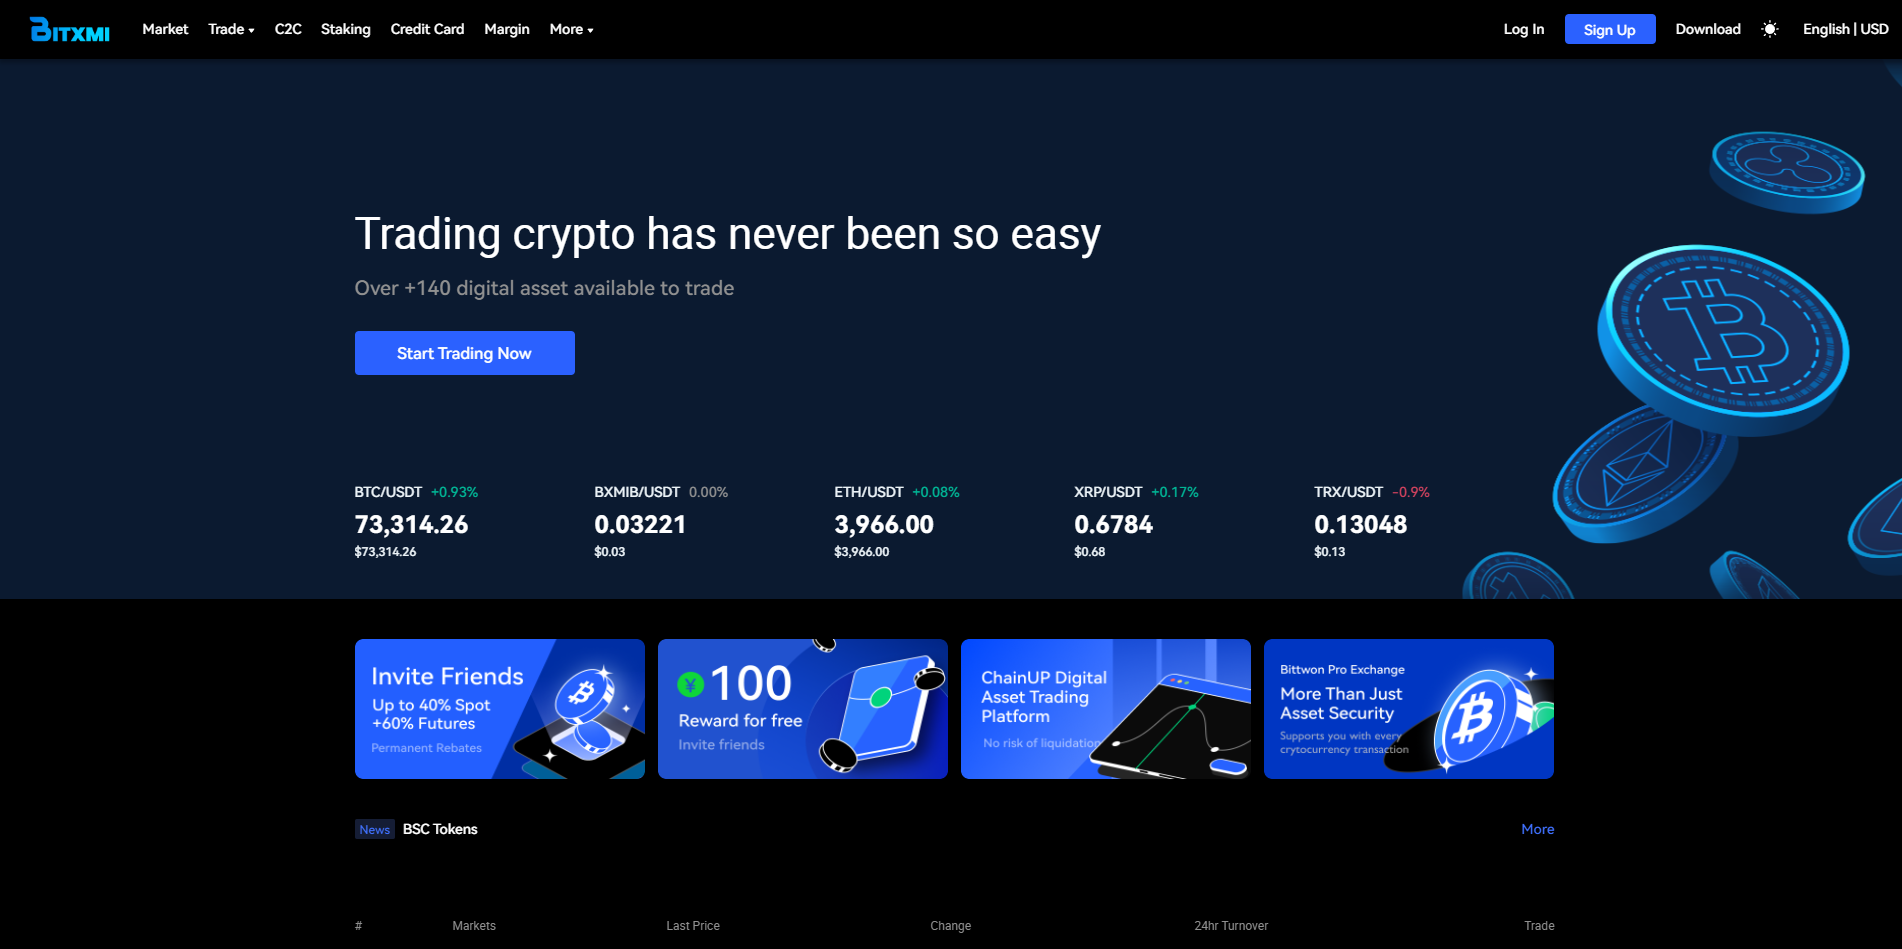 BITXMI
Market Trade C2C Staking Credit Card Margin More
Log In Sign Up Download English | USD
Trading crypto has never been so easy
Over +140 digital asset available to trade
Start Trading Now
BTC/USDT +0.93%
73,314.26
$73,314.26
BXMIB/USDT 0.00%
0.03221
$0.03
ETH/USDT +0.08%
3,966.00
$3,966.00
XRP/USDT +0.17%
0.6784
$0.68
TRX/USDT -0.9%
0.13048
$0.13
Invite Friends
Up to 40% Spot
+60% Futures
Permanent Rebates
¥ 100
Reward for free
Invite friends
ChainUP Digital
Asset Trading
Platform
No risk of liquidation
Bittwon Pro Exchange
More Than Just
Asset Security
Supports you with every
crytocurrency transaction
News BSC Tokens More
# Markets Last Price Change 24hr Turnover Trade